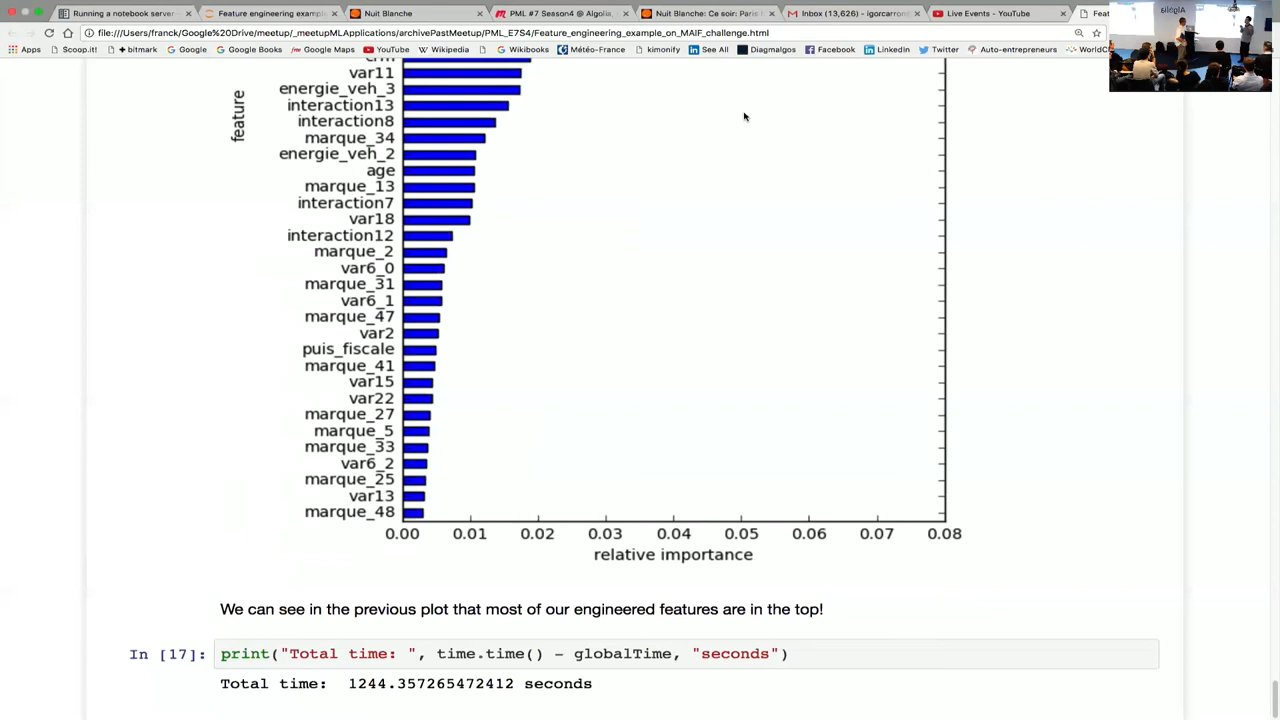 Running a notebook server
Feature engineering example
Nuit Blanche
PML #7 Season4 @ Algolia,
Nuit Blanche: Ce soir: Paris
Inbox (13,626) - igorcarron
Live Events - YouTube
file:///Users/franck/Google%20Drive/meetup/_meetupMLApplications/archivePastMeetup/PML_E7S4/Feature_engineering_example_on_MAIF_challenge.html
Apps
Scoop.it!
+ bitmark
Google
Google Books
Google Maps
YouTube
Wikipedia
Wikibooks
Météo-France
kimonify
See All
Diagmalgos
Facebook
LinkedIn
Twitter
Auto-entrepreneurs
crm
var11
energie_veh_3
interaction13
interaction8
marque_34
energie_veh_2
age
marque_13
interaction7
var18
interaction12
marque_2
var6_0
marque_31
var6_1
marque_47
var2
puis_fiscale
marque_41
var15
var22
marque_27
marque_5
marque_33
var6_2
marque_25
var13
marque_48
feature
0.00 0.01 0.02 0.03 0.04 0.05 0.06 0.07 0.08
relative importance
We can see in the previous plot that most of our engineered features are in the top!
In [17]: print("Total time: ", time.time() - globalTime, "seconds")
Total time:  1244.357265472412 seconds